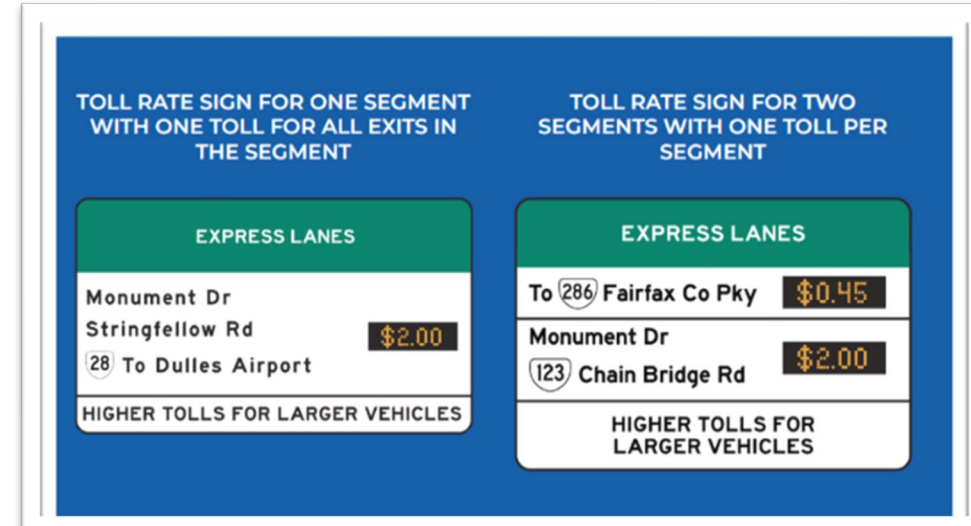 TOLL RATE SIGN FOR ONE SEGMENT
WITH ONE TOLL FOR ALL EXITS IN
THE SEGMENT
EXPRESS LANES
Monument Dr
Stringfellow Rd
$2.00
28 To Dulles Airport
HIGHER TOLLS FOR LARGER VEHICLES
TOLL RATE SIGN FOR TWO
SEGMENTS WITH ONE TOLL PER
SEGMENT
EXPRESS LANES
To 286 Fairfax Co Pky $0.45
Monument Dr
$2.00
123 Chain Bridge Rd
HIGHER TOLLS FOR
LARGER VEHICLES